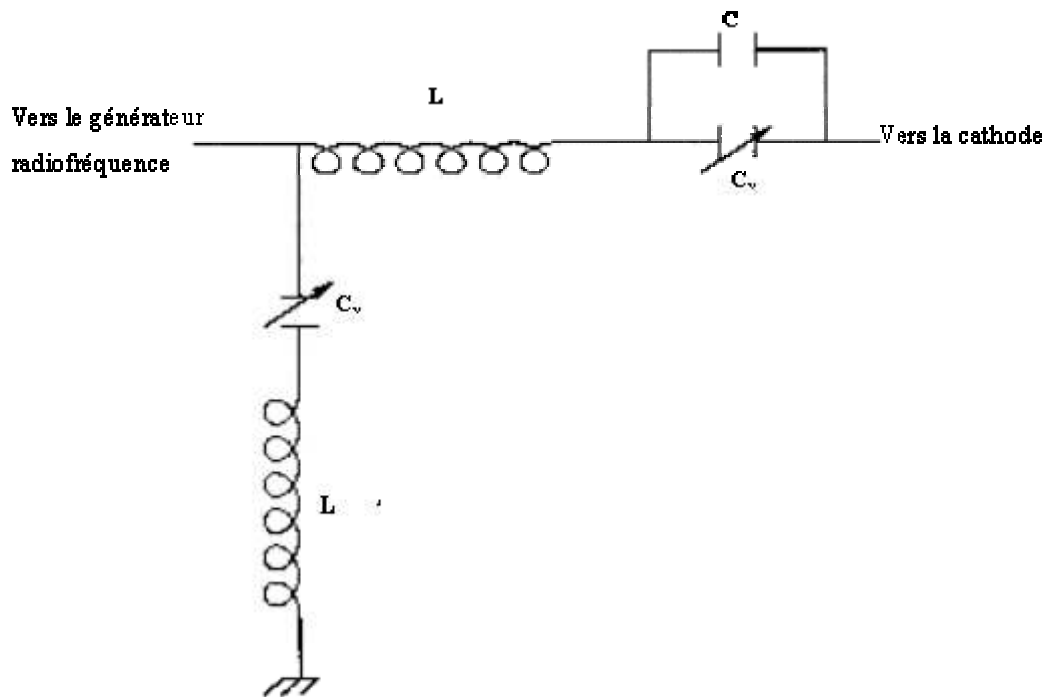 C
L
Vers le générateur
radiofréquence
Vers la cathode
Cv
Cv
L